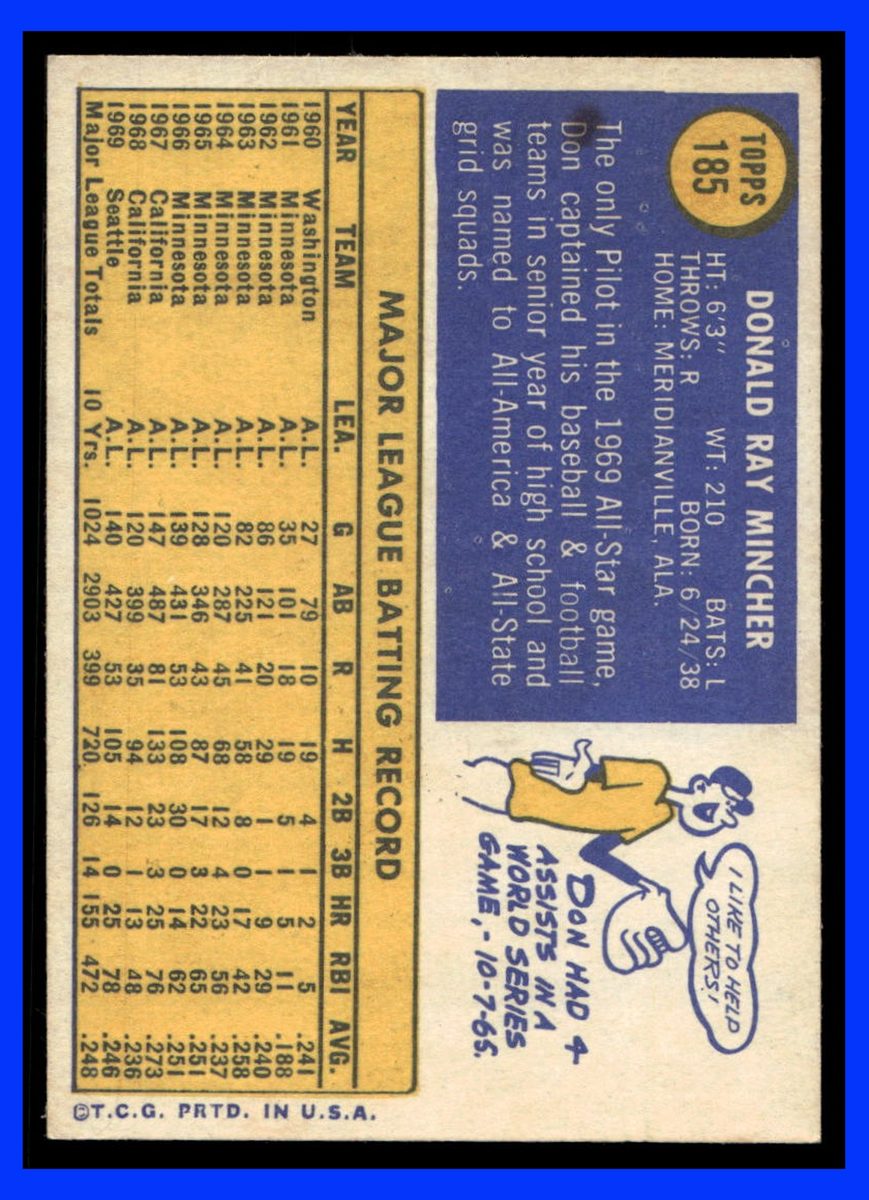 TOPPS
185
DONALD RAY MINCHER
HT: 6'3" WT: 210 BATS: L
THROWS: R BORN: 6/24/38
HOME: MERIDIANVILLE, ALA.
The only Pilot in the 1969 All-Star game,
Don captained his baseball & football
teams in senior year of high school and
was named to All-America & All-State
grid squads.
I LIKE TO HELP
OTHERS!
DON HAD 4
ASSISTS IN A
WORLD SERIES
GAME,- 10-7-65.
MAJOR LEAGUE BATTING RECORD
YEAR TEAM LEA. G AB R H 2B 3B HR RBI AVG.
1960 Washington A.L. 27 79 10 19 4 1 2 5 .241
1961 Minnesota A.L. 35 101 18 19 5 1 5 11 .188
1962 Minnesota A.L. 86 121 20 29 1 1 9 29 .240
1963 Minnesota A.L. 82 225 41 58 8 0 17 42 .258
1964 Minnesota A.L. 120 287 45 68 12 4 23 56 .237
1965 Minnesota A.L. 128 346 43 87 17 3 22 65 .251
1966 Minnesota A.L. 139 431 53 108 30 0 14 62 .251
1967 California A.L. 147 487 81 133 23 3 25 76 .273
1968 California A.L. 120 399 35 94 12 1 13 48 .236
1969 Seattle A.L. 140 427 53 105 14 0 25 78 .246
Major League Totals 10 Yrs. 1024 2903 399 720 126 14 155 472 .248
©T.C.G. PRTD. IN U.S.A.